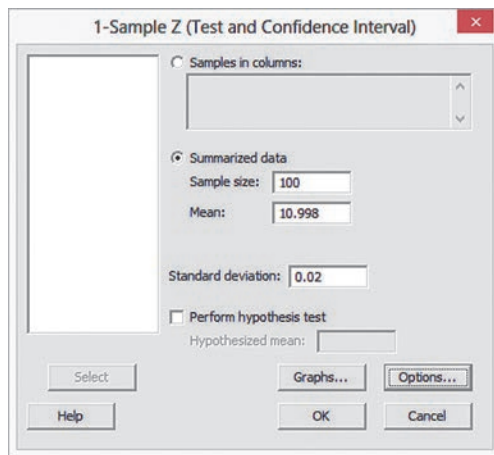 1-Sample Z (Test and Confidence Interval)
Samples in columns:
Summarized data
Sample size: 100
Mean: 10.998
Standard deviation: 0.02
Perform hypothesis test
Hypothesized mean:
Select
Graphs...
Options...
Help
OK
Cancel